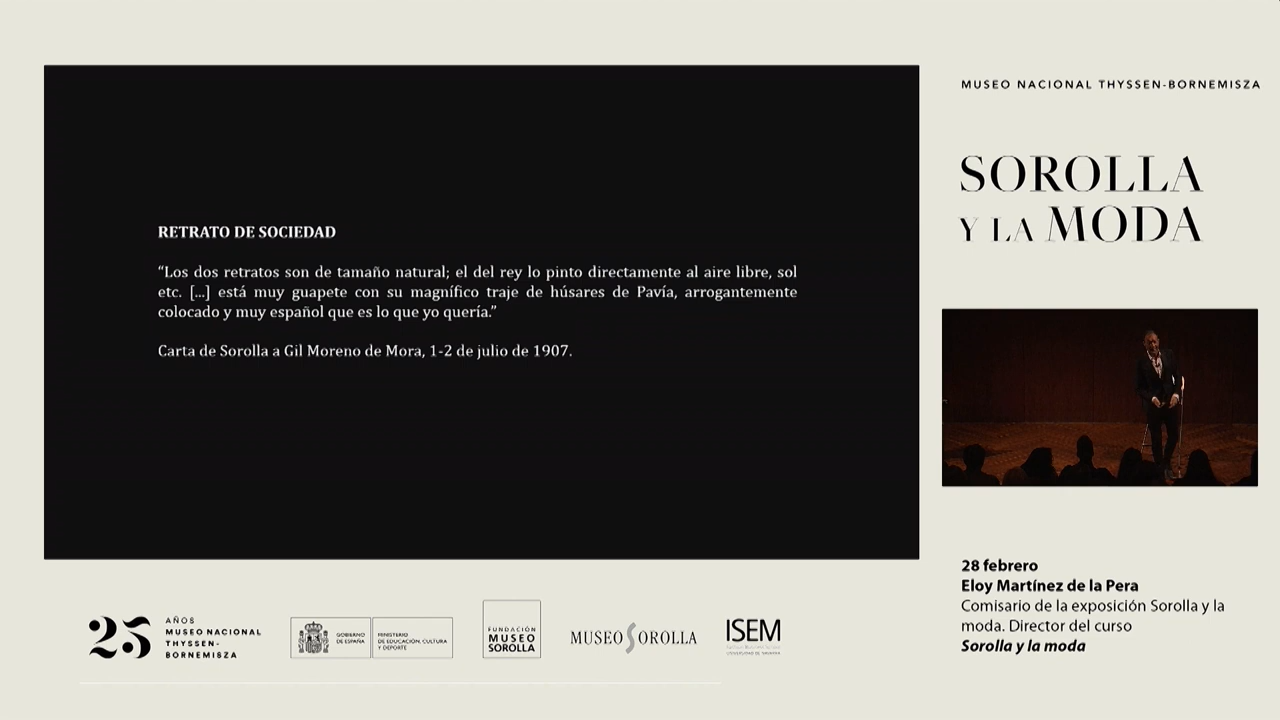 MUSEO NACIONAL THYSSEN-BORNEMISZA
SOROLLA
Y LA MODA
RETRATO DE SOCIEDAD
“Los dos retratos son de tamaño natural; el del rey lo pinto directamente al aire libre, sol
etc. [...] está muy guapete con su magnífico traje de húsares de Pavía, arrogantemente
colocado y muy español que es lo que yo quería.”
Carta de Sorolla a Gil Moreno de Mora, 1-2 de julio de 1907.
28 febrero
Eloy Martínez de la Pera
Comisario de la exposición Sorolla y la
moda. Director del curso
Sorolla y la moda
25
AÑOS
MUSEO NACIONAL
THYSSEN-
BORNEMISZA
GOBIERNO
DE ESPAÑA
MINISTERIO
DE EDUCACIÓN, CULTURA
Y DEPORTE
FUNDACIÓN
MUSEO
SOROLLA
MUSEO SOROLLA
ISEM